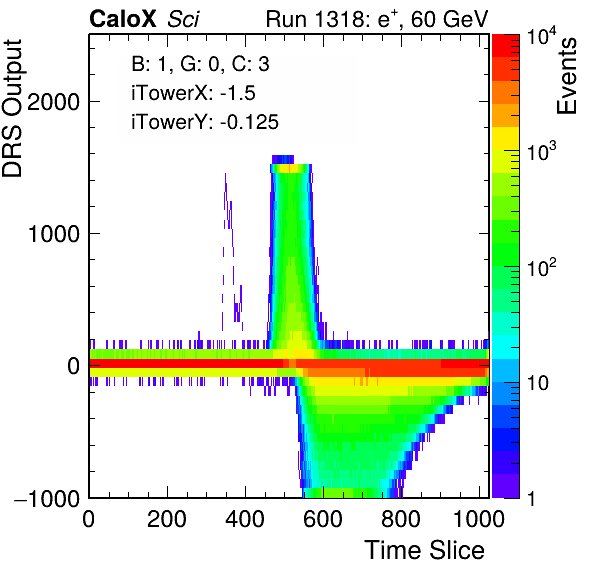 CaloX Sci Run 1318: e+, 60 GeV
B: 1, G: 0, C: 3
iTowerX: -1.5
iTowerY: -0.125
DRS Output
2000
1000
0
−1000
0 200 400 600 800 1000
Time Slice
Events
10^4
10^3
10^2
10
1